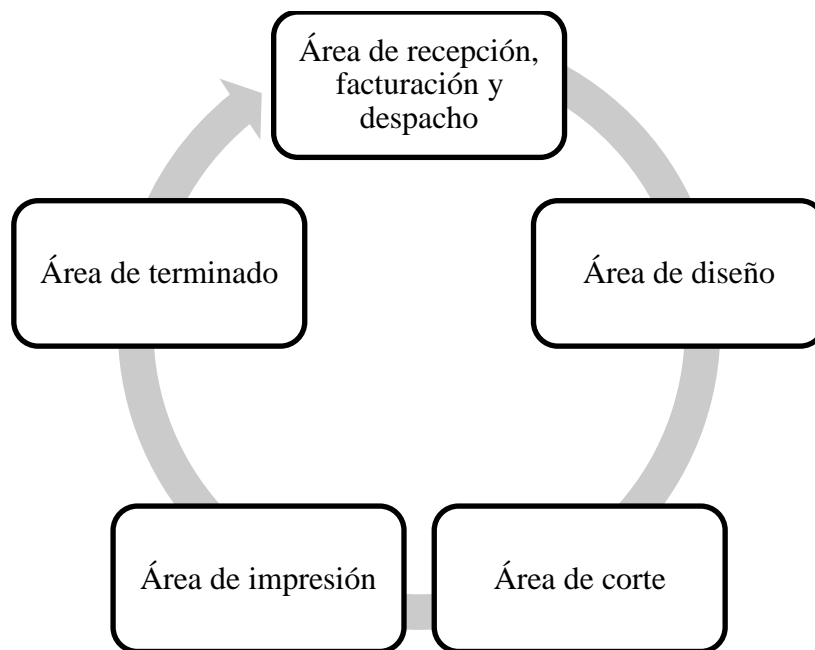 Área de recepción,
facturación y
despacho
Área de diseño
Área de corte
Área de impresión
Área de terminado